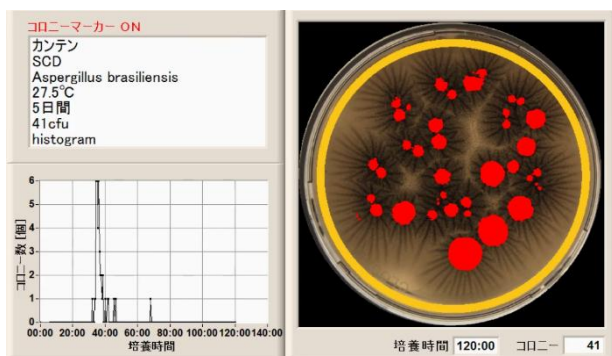 コロニーマーカー ON
カンテン
SCD
Aspergillus brasiliensis
27.5℃
5日間
41cfu
histogram
コロニー数 [個]
6
5
4
3
2
1
0
00:00 20:00 40:00 60:00 80:00 100:00 120:00 140:00
培養時間
培養時間 120:00 コロニー 41